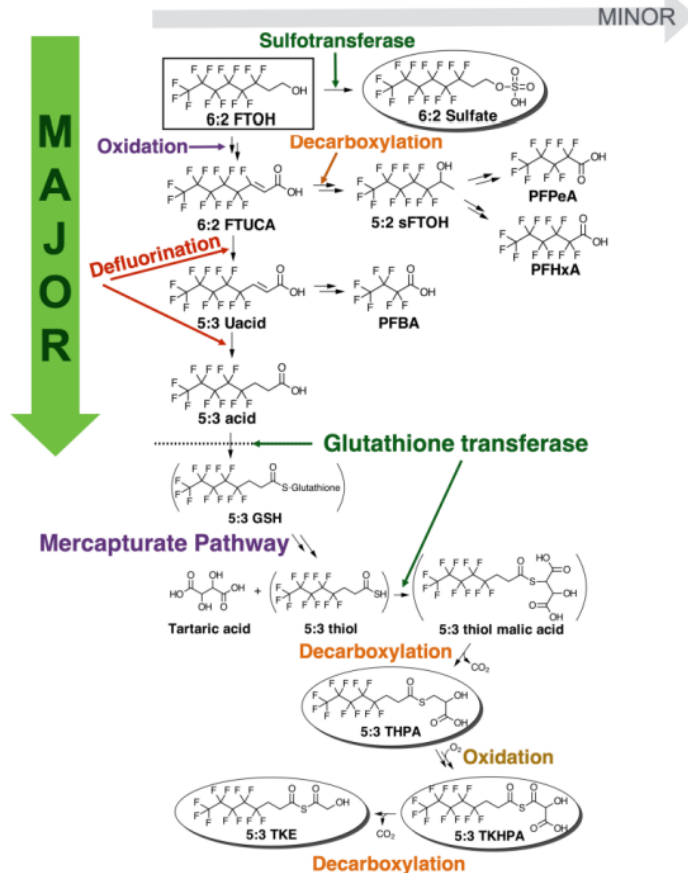 MINOR
Sulfotransferase
6:2 FTOH
6:2 Sulfate
MAJOR
Oxidation
Decarboxylation
6:2 FTUCA
5:2 sFTOH
PFPeA
PFHxA
Defluorination
5:3 Uacid
PFBA
5:3 acid
Glutathione transferase
S-Glutathione
5:3 GSH
Mercapturate Pathway
Tartaric acid
+
5:3 thiol
5:3 thiol malic acid
Decarboxylation
CO2
5:3 THPA
O2
Oxidation
5:3 TKE
CO2
5:3 TKHPA
Decarboxylation